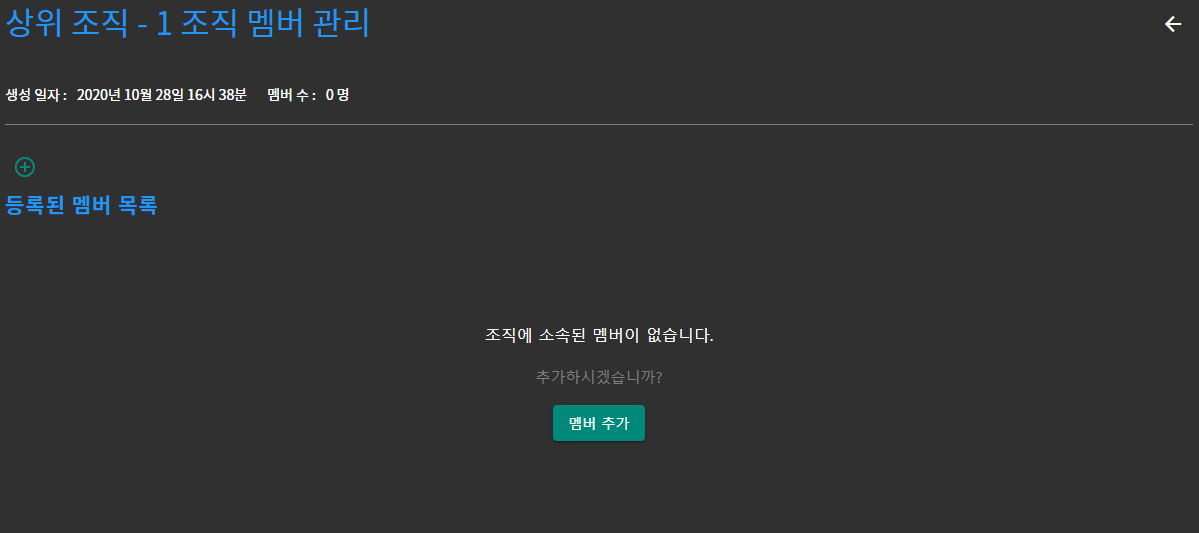 상위 조직 - 1 조직 멤버 관리
생성 일자 : 2020년 10월 28일 16시 38분 멤버 수 : 0 명
등록된 멤버 목록
조직에 소속된 멤버이 없습니다.
추가하시겠습니까?
멤버 추가